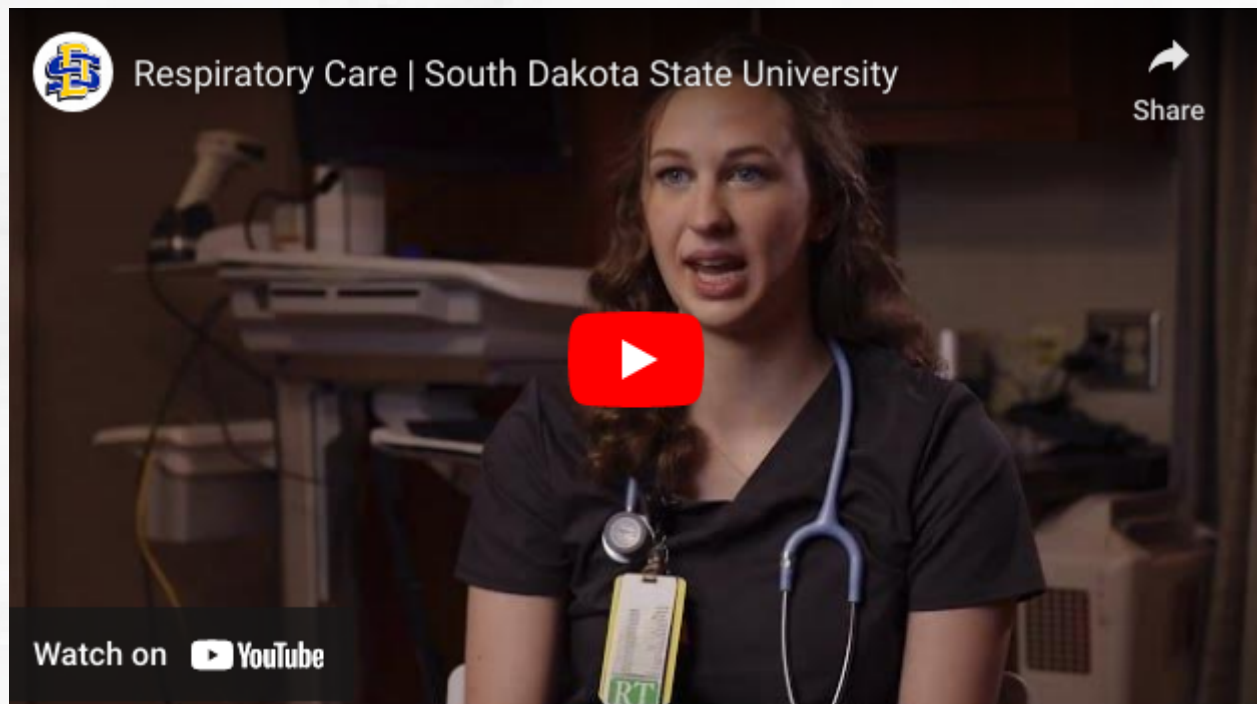 Respiratory Care | South Dakota State University
Share
Watch on YouTube
RT